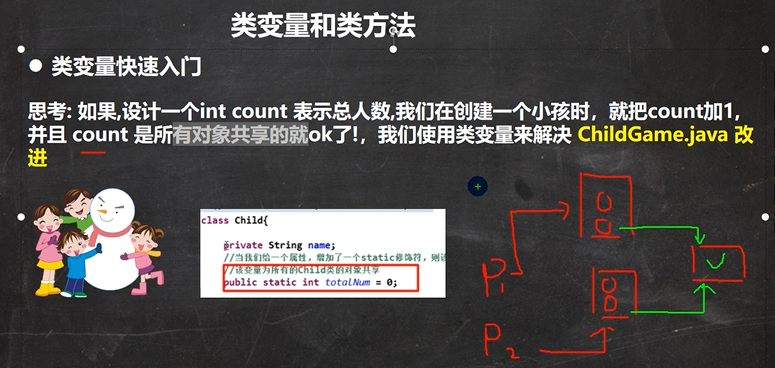 类变量和类方法
● 类变量快速入门
思考: 如果,设计一个int count 表示总人数,我们在创建一个小孩时，就把count加1,
并且 count 是所有对象共享的就ok了!，我们使用类变量来解决 ChildGame.java 改
进
class Child{
private String name;
//当我们给一个属性，增加了一个static修饰符，则
//该变量为所有的Child类的对象共享
public static int totalNum = 0;
P1
P2